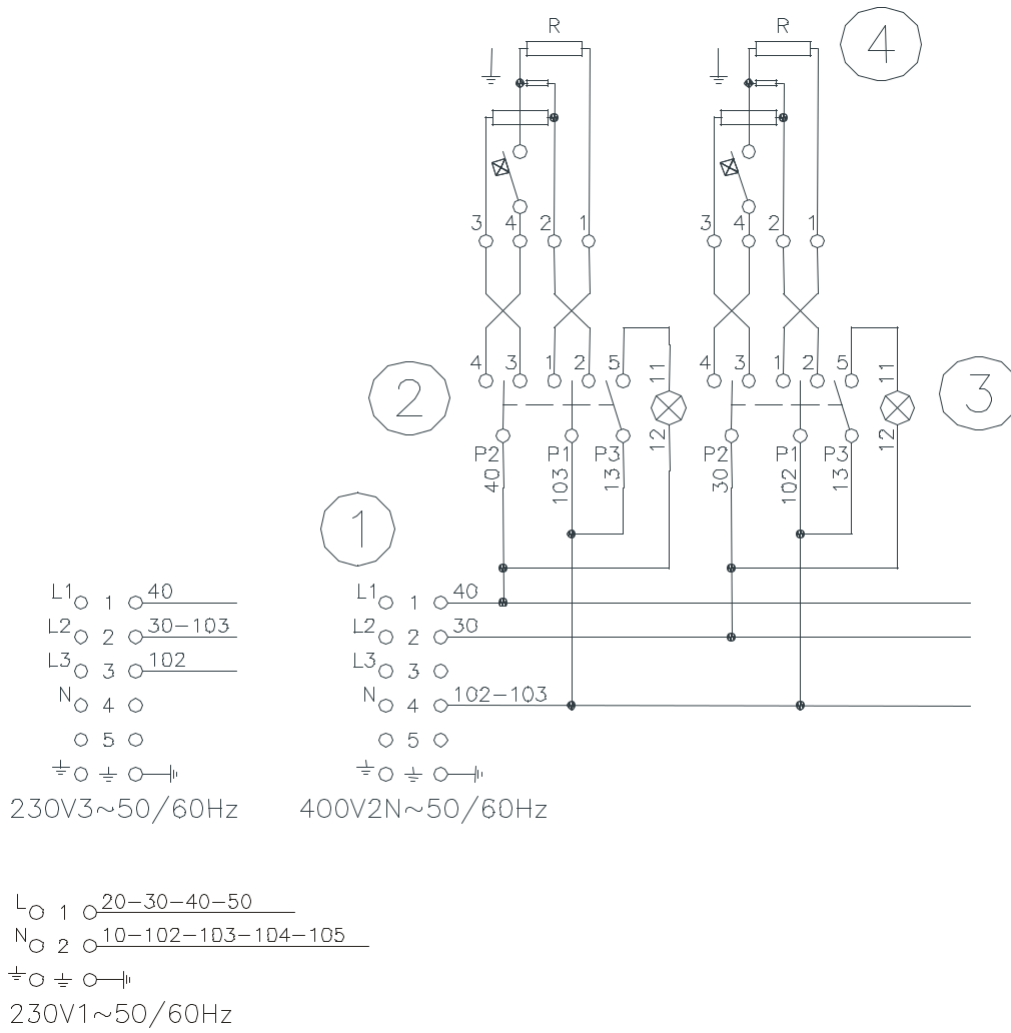 R R 4
3 4 2 1 3 4 2 1
4 3 1 2 5 11 4 3 1 2 5 11
2 3
12 12
P2 P1 P3 P2 P1 P3
40 103 13 30 102 13
1
L1 1 40 L1 1 40
L2 2 30-103 L2 2 30
L3 3 102 L3 3
N 4 N 4 102-103
5 5
230V3~50/60Hz 400V2N~50/60Hz
L 1 20-30-40-50
N 2 10-102-103-104-105
230V1~50/60Hz